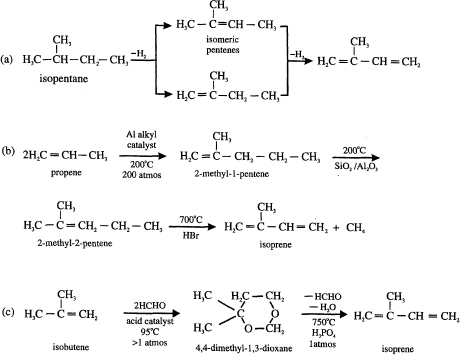 CH₃ CH₃
H₃C—C=CH—CH₃
isomeric
pentenes
CH₃
(a) H₃C—CH—CH₂—CH₃ —H₂ —H₂ H₂C=C—CH—CH₂
isopentane
CH₃
H₂C=C—CH₂—CH₃
Al alkyl
catalyst CH₃
(b) 2H₂C=CH—CH₃ 200°C H₂C=C—CH₂—CH₂—CH₃ 200°C
propene 200 atmos 2-methyl-1-pentene SiO₂/Al₂O₃
CH₃ CH₃
H₃C—C=CH₂—CH₂—CH₃ 700°C H₂C=C—CH=CH₂ + CH₄
2-methyl-2-pentene HBr isoprene
CH₃ H₂C—CH₂ —HCHO CH₃
(c) H₃C—C=CH₂ 2HCHO H₃C C O —H₂O H₂C=C—CH=CH₂
acid catalyst H₃C O—CH₂ 750°C
95°C H₃PO₄
isobutene >1 atmos 4,4-dimethyl-1,3-dioxane 1atmos isoprene